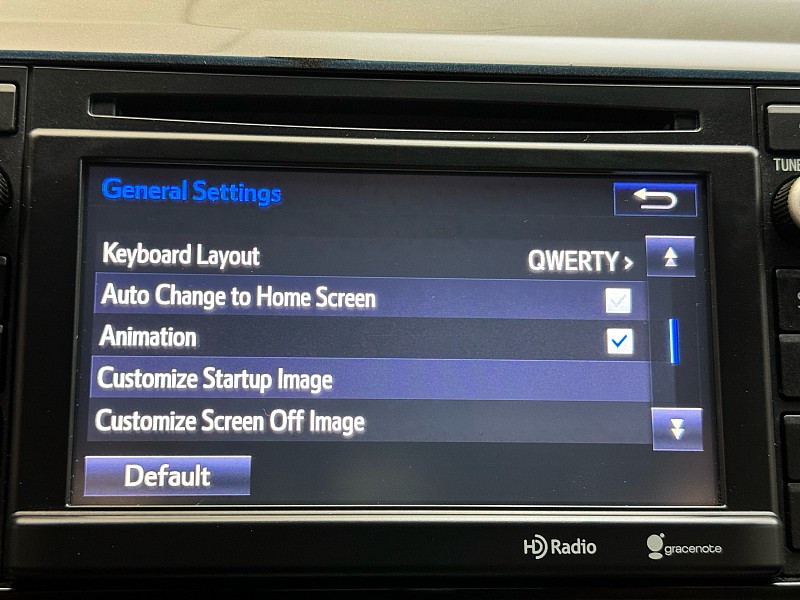 General Settings
Keyboard Layout QWERTY >
Auto Change to Home Screen
Animation
Customize Startup Image
Customize Screen Off Image
Default
HD Radio
gracenote
TUNE